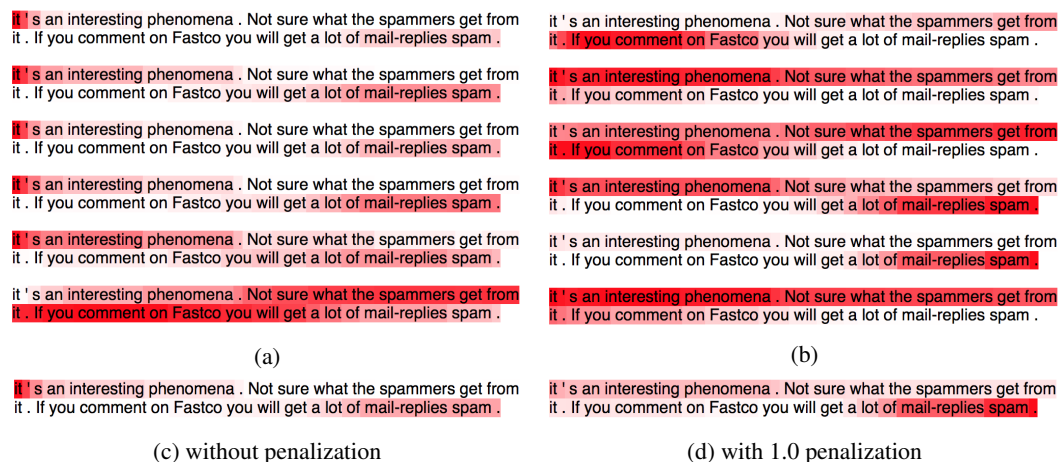 it ' s an interesting phenomena . Not sure what the spammers get from
it . If you comment on Fastco you will get a lot of mail-replies spam .
it ' s an interesting phenomena . Not sure what the spammers get from
it . If you comment on Fastco you will get a lot of mail-replies spam .
it ' s an interesting phenomena . Not sure what the spammers get from
it . If you comment on Fastco you will get a lot of mail-replies spam .
it ' s an interesting phenomena . Not sure what the spammers get from
it . If you comment on Fastco you will get a lot of mail-replies spam .
it ' s an interesting phenomena . Not sure what the spammers get from
it . If you comment on Fastco you will get a lot of mail-replies spam .
it ' s an interesting phenomena . Not sure what the spammers get from
it . If you comment on Fastco you will get a lot of mail-replies spam .
(a)
it ' s an interesting phenomena . Not sure what the spammers get from
it . If you comment on Fastco you will get a lot of mail-replies spam .
it ' s an interesting phenomena . Not sure what the spammers get from
it . If you comment on Fastco you will get a lot of mail-replies spam .
it ' s an interesting phenomena . Not sure what the spammers get from
it . If you comment on Fastco you will get a lot of mail-replies spam .
it ' s an interesting phenomena . Not sure what the spammers get from
it . If you comment on Fastco you will get a lot of mail-replies spam .
it ' s an interesting phenomena . Not sure what the spammers get from
it . If you comment on Fastco you will get a lot of mail-replies spam .
it ' s an interesting phenomena . Not sure what the spammers get from
it . If you comment on Fastco you will get a lot of mail-replies spam .
(b)
it ' s an interesting phenomena . Not sure what the spammers get from
it . If you comment on Fastco you will get a lot of mail-replies spam .
(c) without penalization
it ' s an interesting phenomena . Not sure what the spammers get from
it . If you comment on Fastco you will get a lot of mail-replies spam .
(d) with 1.0 penalization